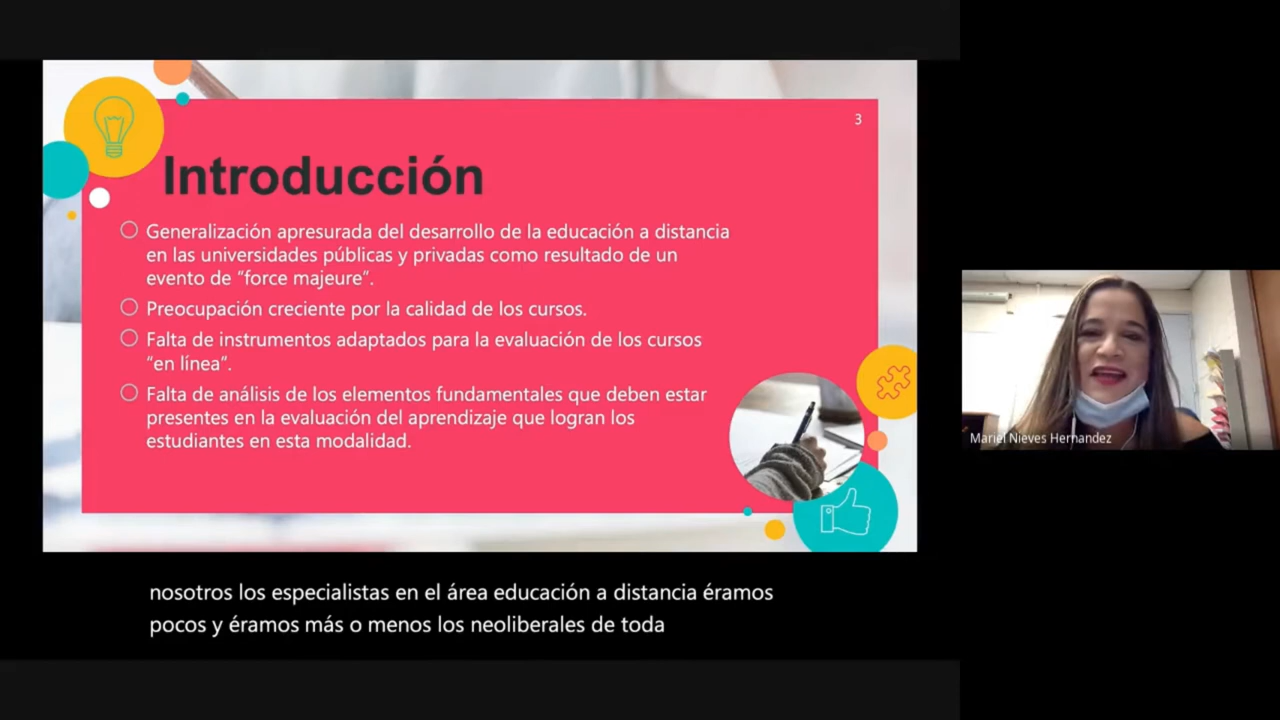 3
Introducción
Generalización apresurada del desarrollo de la educación a distancia
en las universidades públicas y privadas como resultado de un
evento de “force majeure”.
Preocupación creciente por la calidad de los cursos.
Falta de instrumentos adaptados para la evaluación de los cursos
“en línea”.
Falta de análisis de los elementos fundamentales que deben estar
presentes en la evaluación del aprendizaje que logran los
estudiantes en esta modalidad.
Mariel Nieves Hernandez
nosotros los especialistas en el área educación a distancia éramos
pocos y éramos más o menos los neoliberales de toda